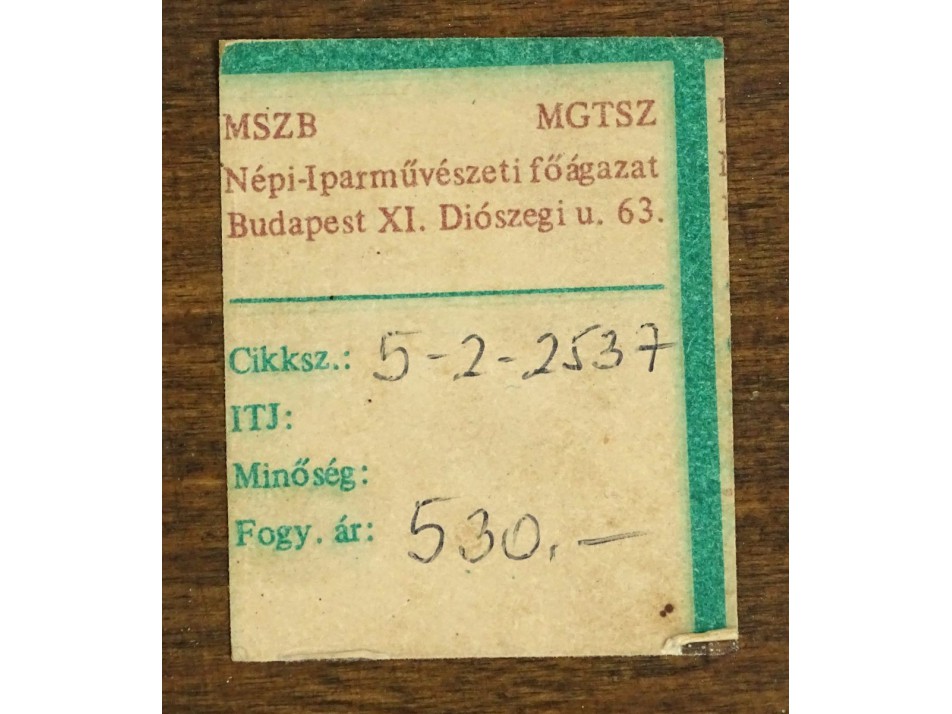 MSZB MGTSZ
Népi-Iparművészeti főágazat
Budapest XI. Diószegi u. 63.
Cikksz.: 5-2-2537
ITJ:
Minőség:
Fogy. ár: 530.—